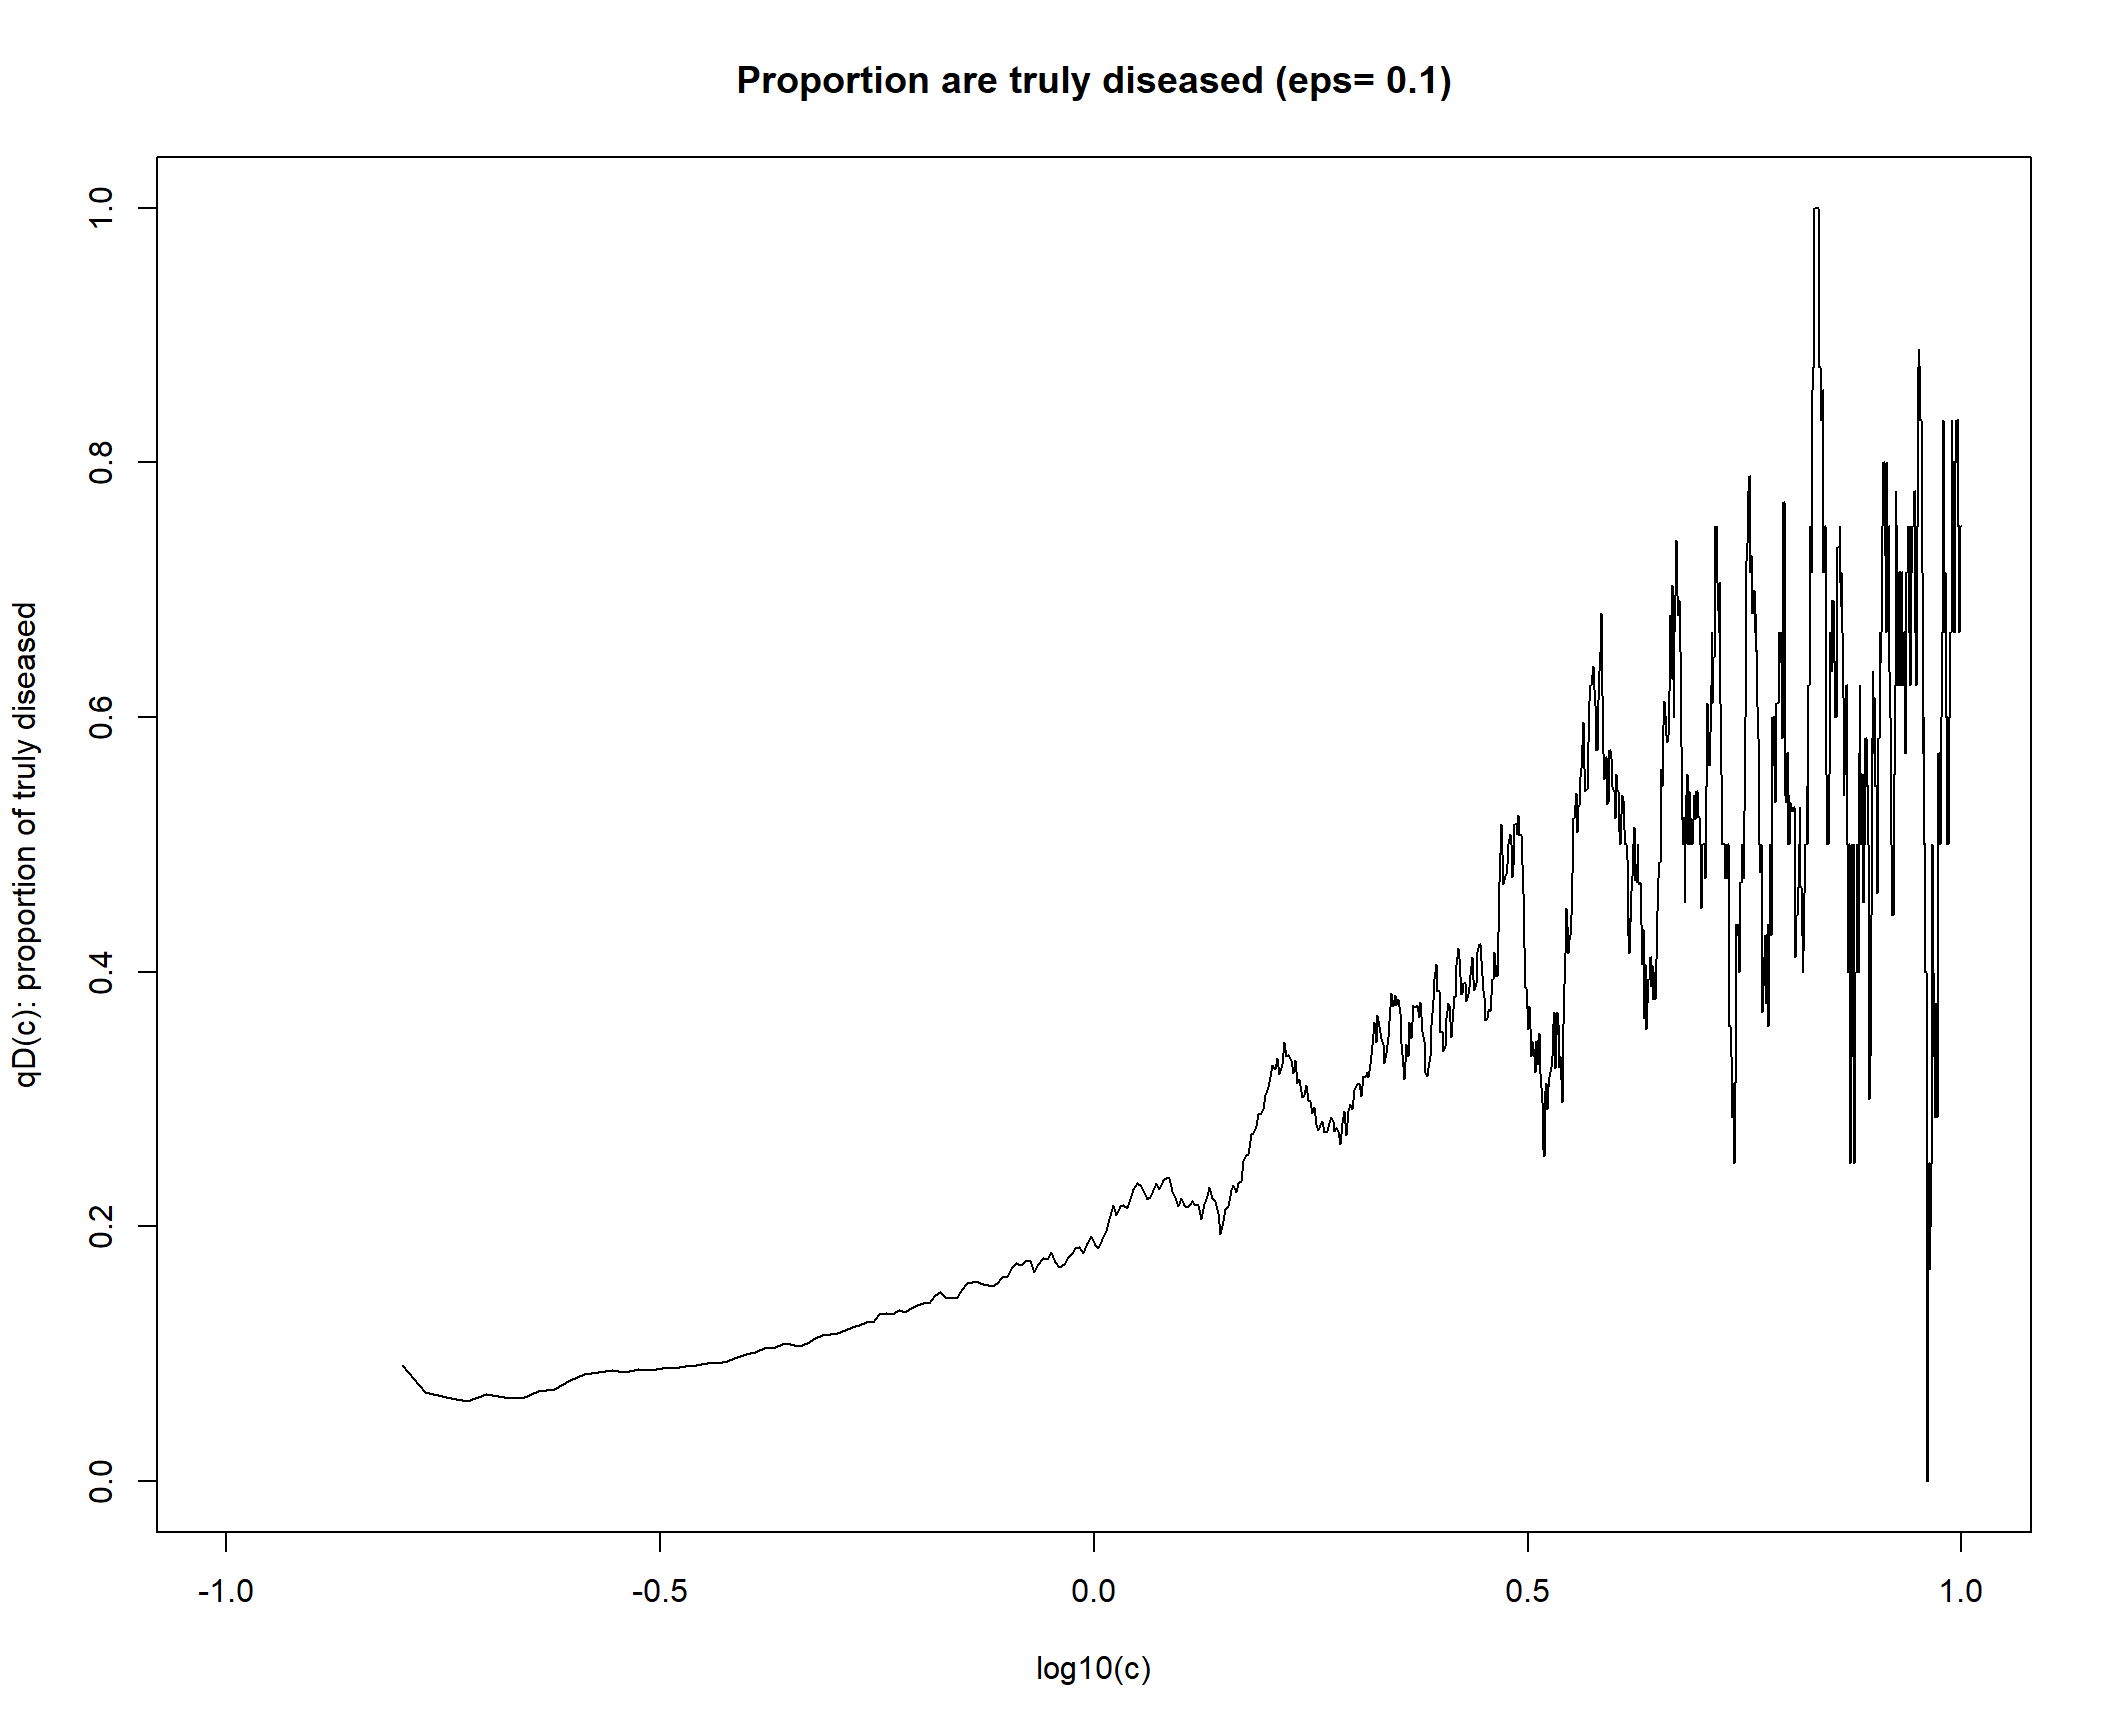 Proportion are truly diseased (eps= 0.1)
qD(c): proportion of truly diseased
1.0
0.8
0.6
0.4
0.2
0.0
-1.0 -0.5 0.0 0.5 1.0
log10(c)